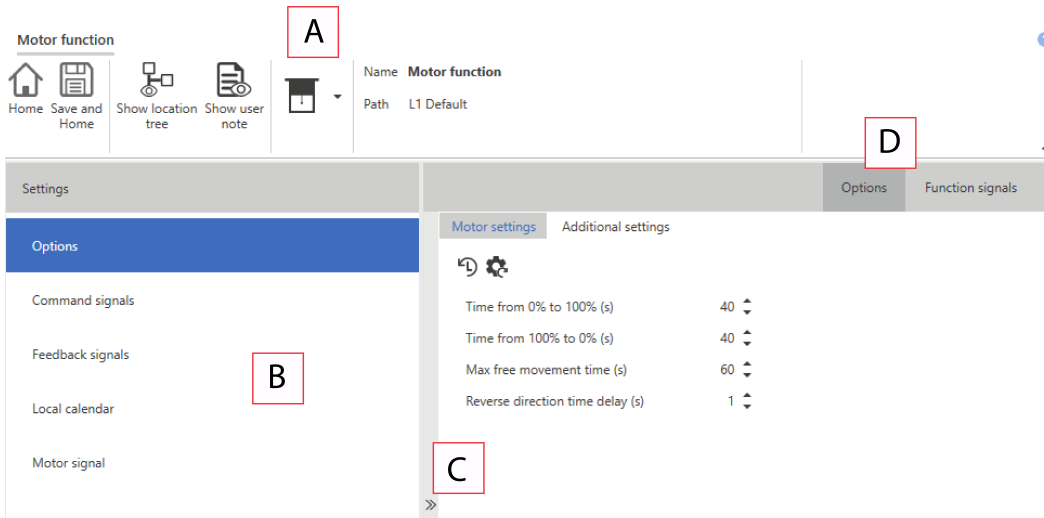 A
Motor function
Home
Save and
Home
Show location
tree
Show user
note
Name Motor function
Path L1 Default
D
Settings
Options Function signals
Options
Command signals
Feedback signals
Local calendar
Motor signal
B
C
»
Motor settings Additional settings
Time from 0% to 100% (s) 40
Time from 100% to 0% (s) 40
Max free movement time (s) 60
Reverse direction time delay (s) 1